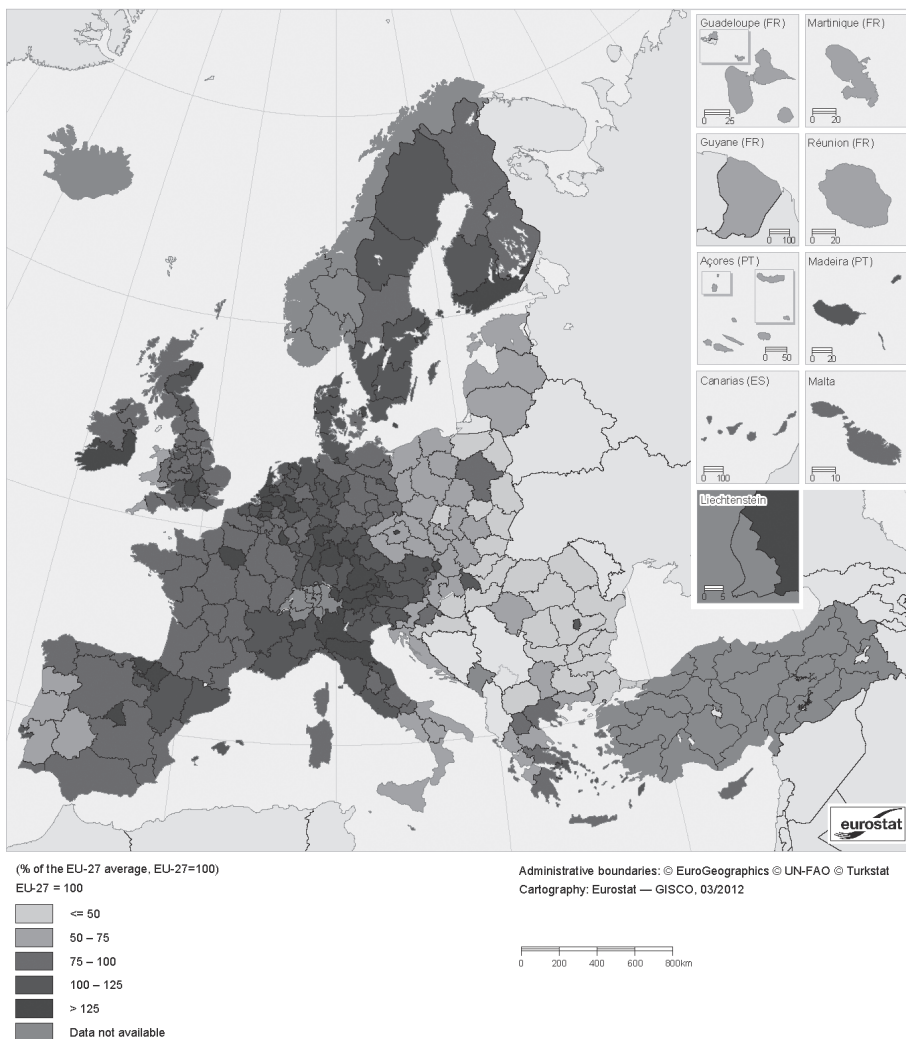 Guadeloupe (FR)
0 25
Martinique (FR)
0 20
Guyane (FR)
0 100
Réunion (FR)
0 20
Açores (PT)
0 50
Madeira (PT)
0 20
Canarias (ES)
0 100
Malta
0 10
Liechtenstein
0 5
eurostat
(% of the EU-27 average, EU-27=100)
EU-27 = 100
<= 50
50 – 75
75 – 100
100 – 125
> 125
Data not available
Administrative boundaries: © EuroGeographics © UN-FAO © Turkstat
Cartography: Eurostat — GISCO, 03/2012
0 200 400 600 800km